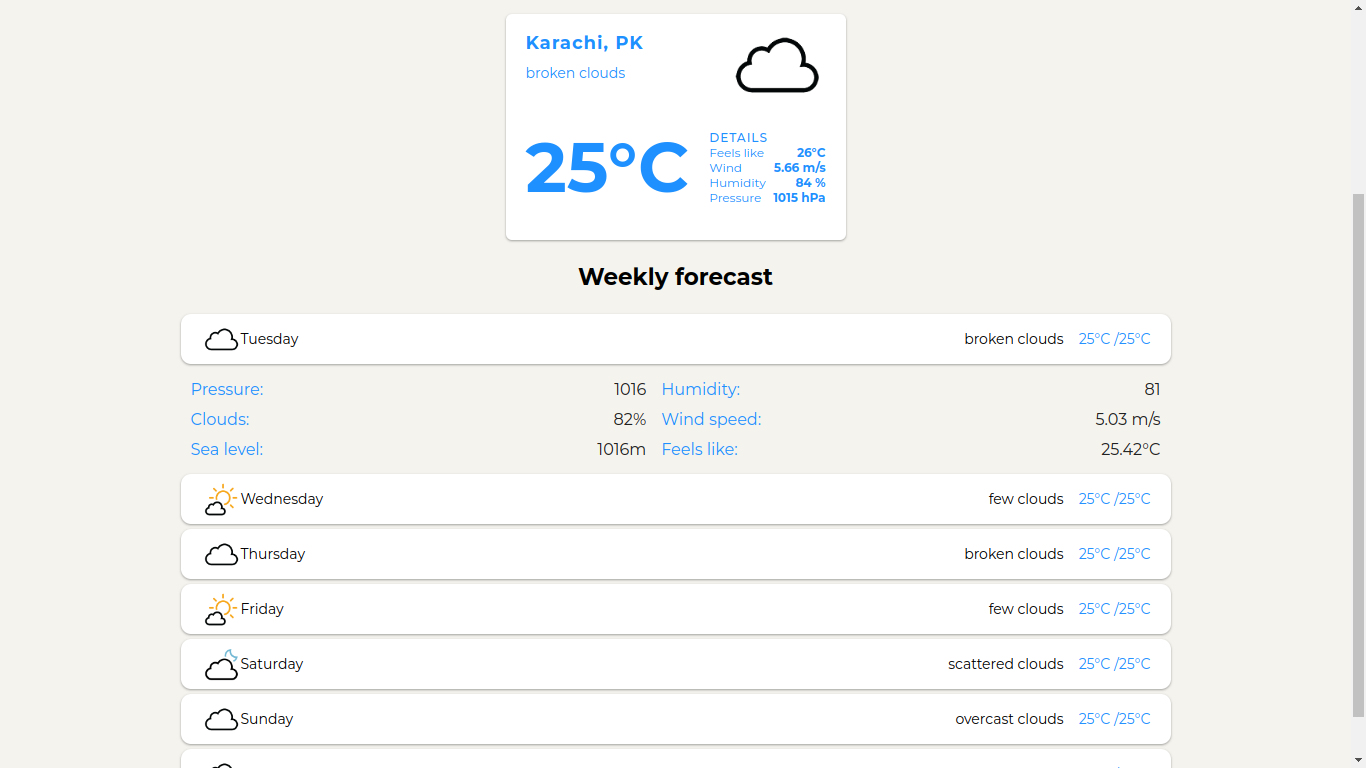 Karachi, PK
broken clouds
25°C
DETAILS
Feels like 26°C
Wind 5.66 m/s
Humidity 84 %
Pressure 1015 hPa
Weekly forecast
Tuesday broken clouds 25°C /25°C
Pressure: 1016 Humidity: 81
Clouds: 82% Wind speed: 5.03 m/s
Sea level: 1016m Feels like: 25.42°C
Wednesday few clouds 25°C /25°C
Thursday broken clouds 25°C /25°C
Friday few clouds 25°C /25°C
Saturday scattered clouds 25°C /25°C
Sunday overcast clouds 25°C /25°C